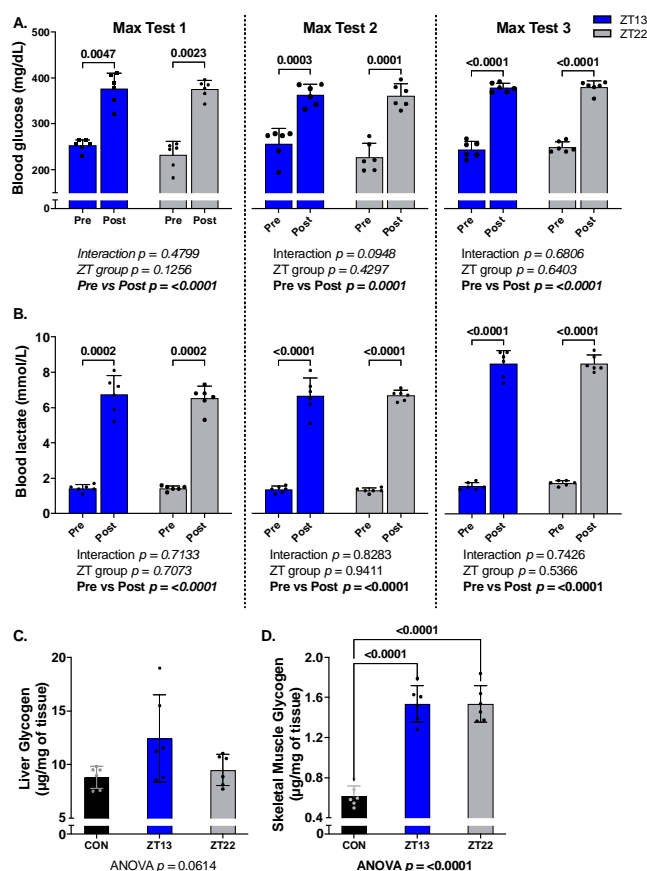 A.
Max Test 1
Max Test 2
Max Test 3
ZT13
ZT22
Blood glucose (mg/dL)
500
400
300
200
0
0.0047
0.0023
0.0003
0.0001
<0.0001
<0.0001
Pre
Post
Pre
Post
Pre
Post
Pre
Post
Pre
Post
Pre
Post
Interaction p = 0.4799
ZT group p = 0.1256
Pre vs Post p = <0.0001
Interaction p = 0.0948
ZT group p = 0.4297
Pre vs Post p = 0.0001
Interaction p = 0.6806
ZT group p = 0.6403
Pre vs Post p = <0.0001
B.
Blood lactate (mmol/L)
10
8
6
4
2
0
0.0002
0.0002
<0.0001
<0.0001
<0.0001
<0.0001
Pre
Post
Pre
Post
Pre
Post
Pre
Post
Pre
Post
Pre
Post
Interaction p = 0.7133
ZT group p = 0.7073
Pre vs Post p = <0.0001
Interaction p = 0.8283
ZT group p = 0.9411
Pre vs Post p = <0.0001
Interaction p = 0.7426
ZT group p = 0.5366
Pre vs Post p = <0.0001
C.
Liver Glycogen
(µg/mg of tissue)
20
15
10
5
0
CON
ZT13
ZT22
ANOVA p = 0.0614
D.
Skeletal Muscle Glycogen
(µg/mg of tissue)
2.0
1.6
1.2
0.8
0.4
0
<0.0001
<0.0001
CON
ZT13
ZT22
ANOVA p = <0.0001